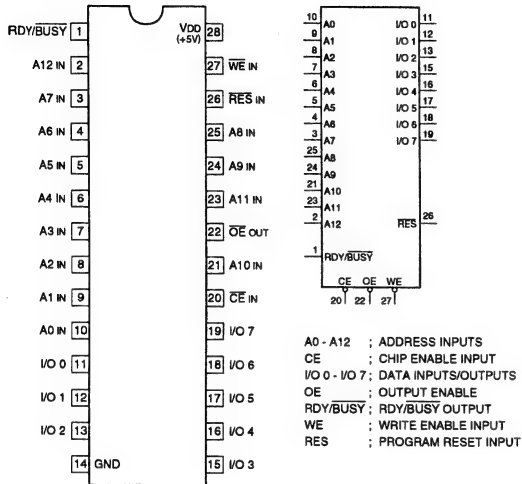 RDY/BUSY 1
A12 IN 2
A7 IN 3
A6 IN 4
A5 IN 5
A4 IN 6
A3 IN 7
A2 IN 8
A1 IN 9
A0 IN 10
I/O 0 11
I/O 1 12
I/O 2 13
14 GND
VDD 28
(+5V)
27 WE IN
26 RES IN
25 A8 IN
24 A9 IN
23 A11 IN
22 OE OUT
21 A10 IN
20 CE IN
19 I/O 7
18 I/O 6
17 I/O 5
16 I/O 4
15 I/O 3
10 A0 I/O 0 11
9 A1 I/O 1 12
8 A2 I/O 2 13
7 A3 I/O 3 15
6 A4 I/O 4 16
5 A5 I/O 5 17
4 A6 I/O 6 18
3 A7 I/O 7 19
25 A8
24 A9
21 A10
23 A11
2 A12 RES 26
1 RDY/BUSY
CE OE WE
20 22 27
A0 - A12 ; ADDRESS INPUTS
CE ; CHIP ENABLE INPUT
I/O 0 - I/O 7 ; DATA INPUTS/OUTPUTS
OE ; OUTPUT ENABLE
RDY/BUSY ; RDY/BUSY OUTPUT
WE ; WRITE ENABLE INPUT
RES ; PROGRAM RESET INPUT